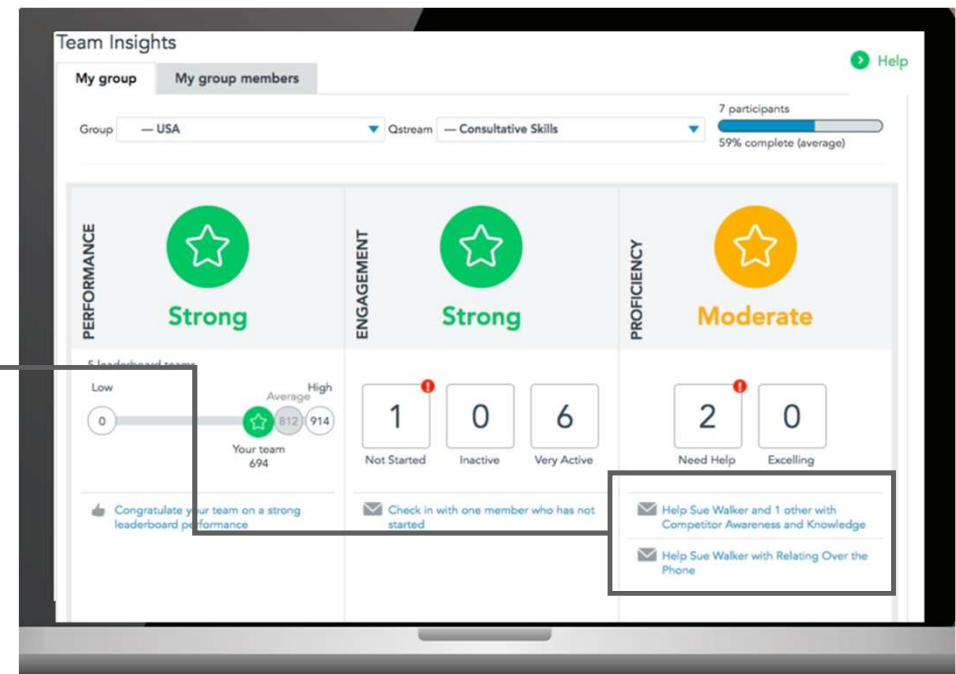 Team Insights
Help
My group
My group members
7 participants
Group — USA
Qstream — Consultative Skills
59% complete (average)
PERFORMANCE
Strong
5 leaderboard teams
Low
High
Average
0
812
914
Your team
694
Congratulate your team on a strong
leaderboard performance
ENGAGEMENT
Strong
1
0
6
Not Started
Inactive
Very Active
Check in with one member who has not
started
PROFICIENCY
Moderate
2
0
Need Help
Excelling
Help Sue Walker and 1 other with
Competitor Awareness and Knowledge
Help Sue Walker with Relating Over the
Phone